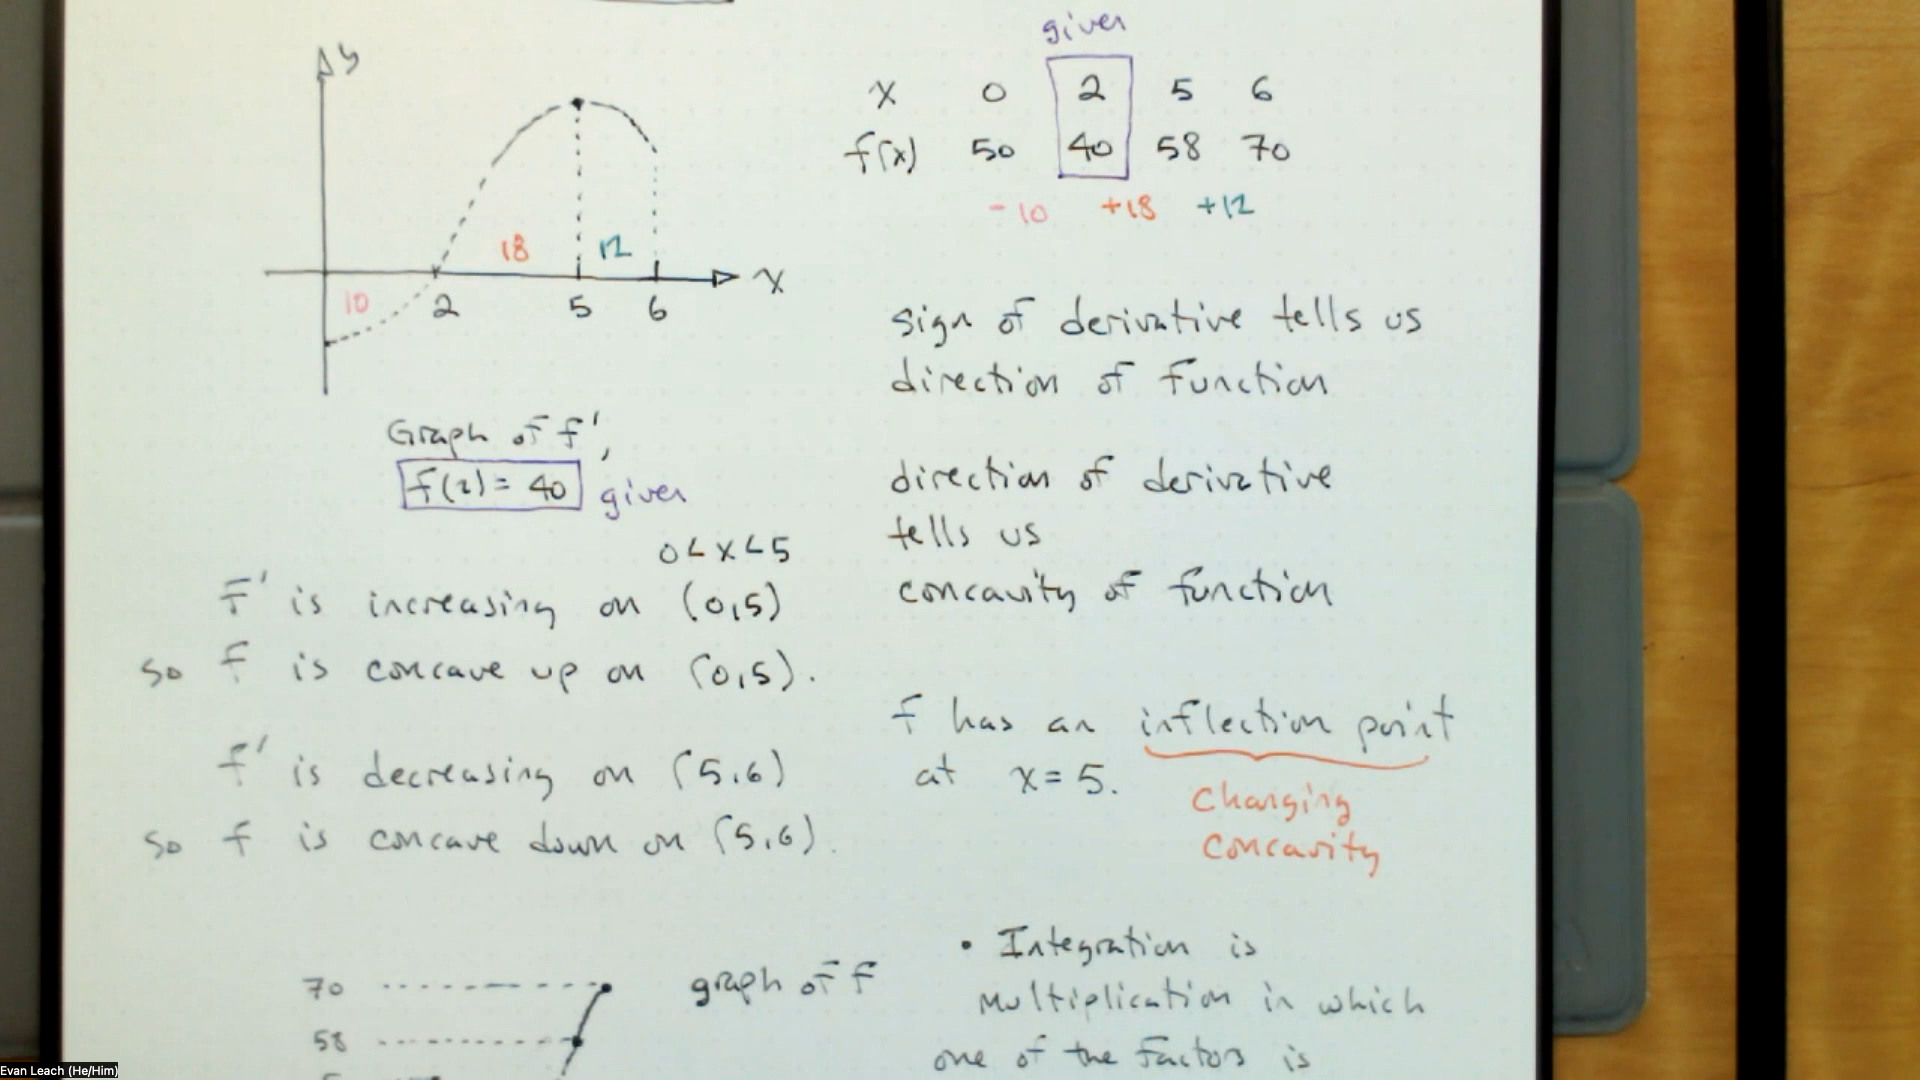 given
x 0 2 5 6
f(x) 50 40 58 70
-10 +18 +12
y
18 12
10 2 5 6
x
Graph of f',
f(2) = 40 given
0<x<5
f' is increasing on (0,5)
so f is concave up on (0,5).
f' is decreasing on (5,6)
so f is concave down on (5,6).
sign of derivative tells us
direction of function
direction of derivative
tells us
concavity of function
f has an inflection point
at x = 5.
changing
concavity
70
58
graph of f
• Integration is
multiplication in which
one of the factors is
Evan Leach (He/Him)